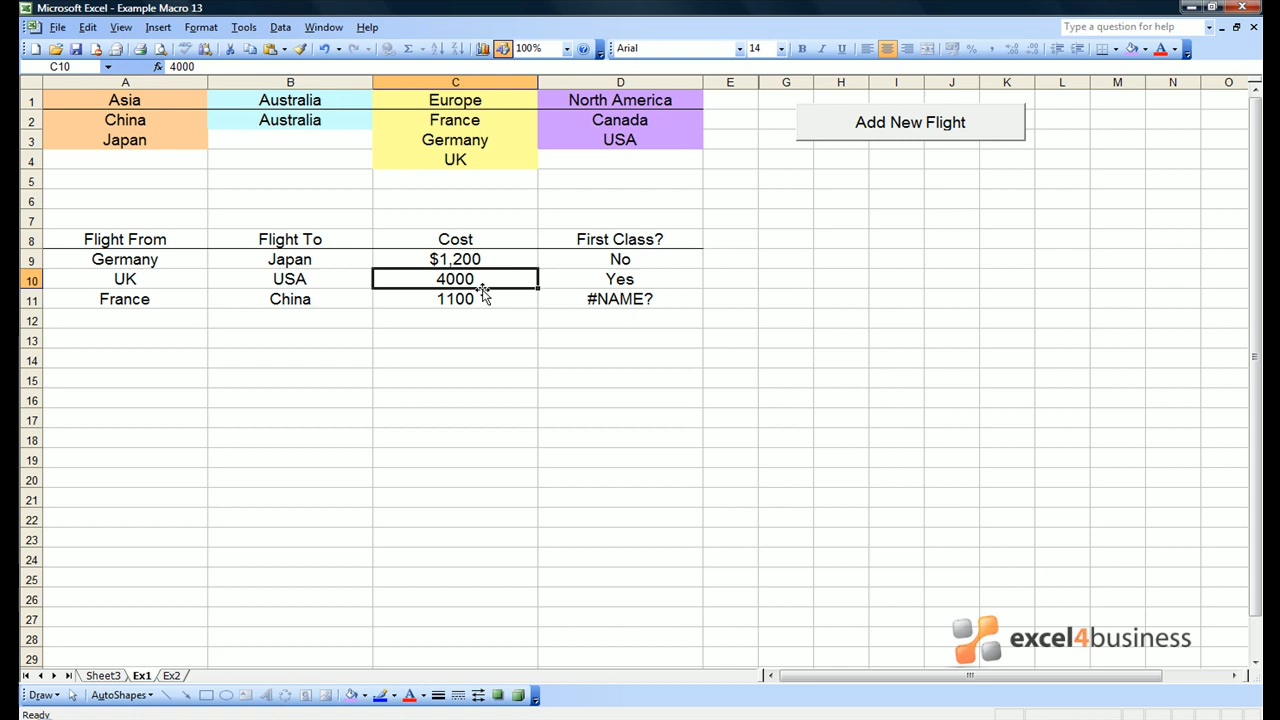 Microsoft Excel - Example Macro 13
File Edit View Insert Format Tools Data Window Help Type a question for help
100% Arial 14
C10 fx 4000
A B C D E G H I J K L M N O
1 Asia Australia Europe North America
2 China Australia France Canada Add New Flight
3 Japan Germany USA
4 UK
5
6
7
8 Flight From Flight To Cost First Class?
9 Germany Japan $1,200 No
10 UK USA 4000 Yes
11 France China 1100 #NAME?
12
13
14
15
16
17
18
19
20
21
22
23
24
25
26
27
28 excel4business
29
Sheet3 Ex1 Ex2
Draw AutoShapes
Ready